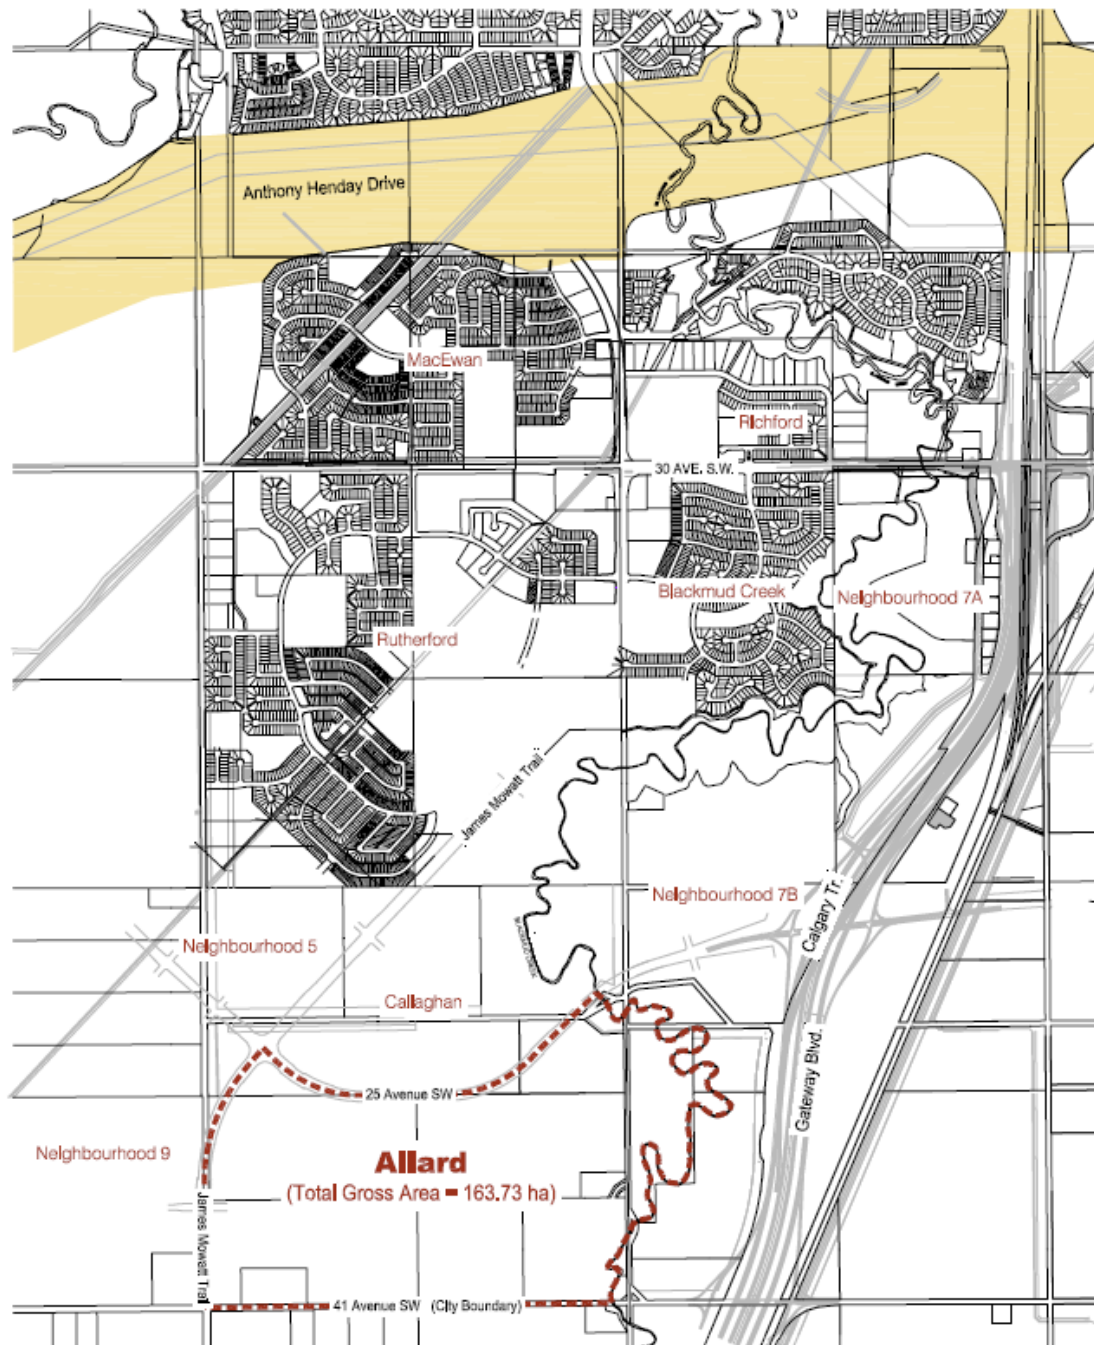 Anthony Henday Drive
MacEwan
Richford
30 AVE. S.W.
Blackmud Creek
Neighbourhood 7A
Rutherford
James Mowatt Trail
Neighbourhood 7B
Calgary Tr.
Neighbourhood 5
Callaghan
25 Avenue SW
Gateway Blvd.
Neighbourhood 9
Allard
(Total Gross Area = 163.73 ha)
James Mowatt Trail
41 Avenue SW (City Boundary)